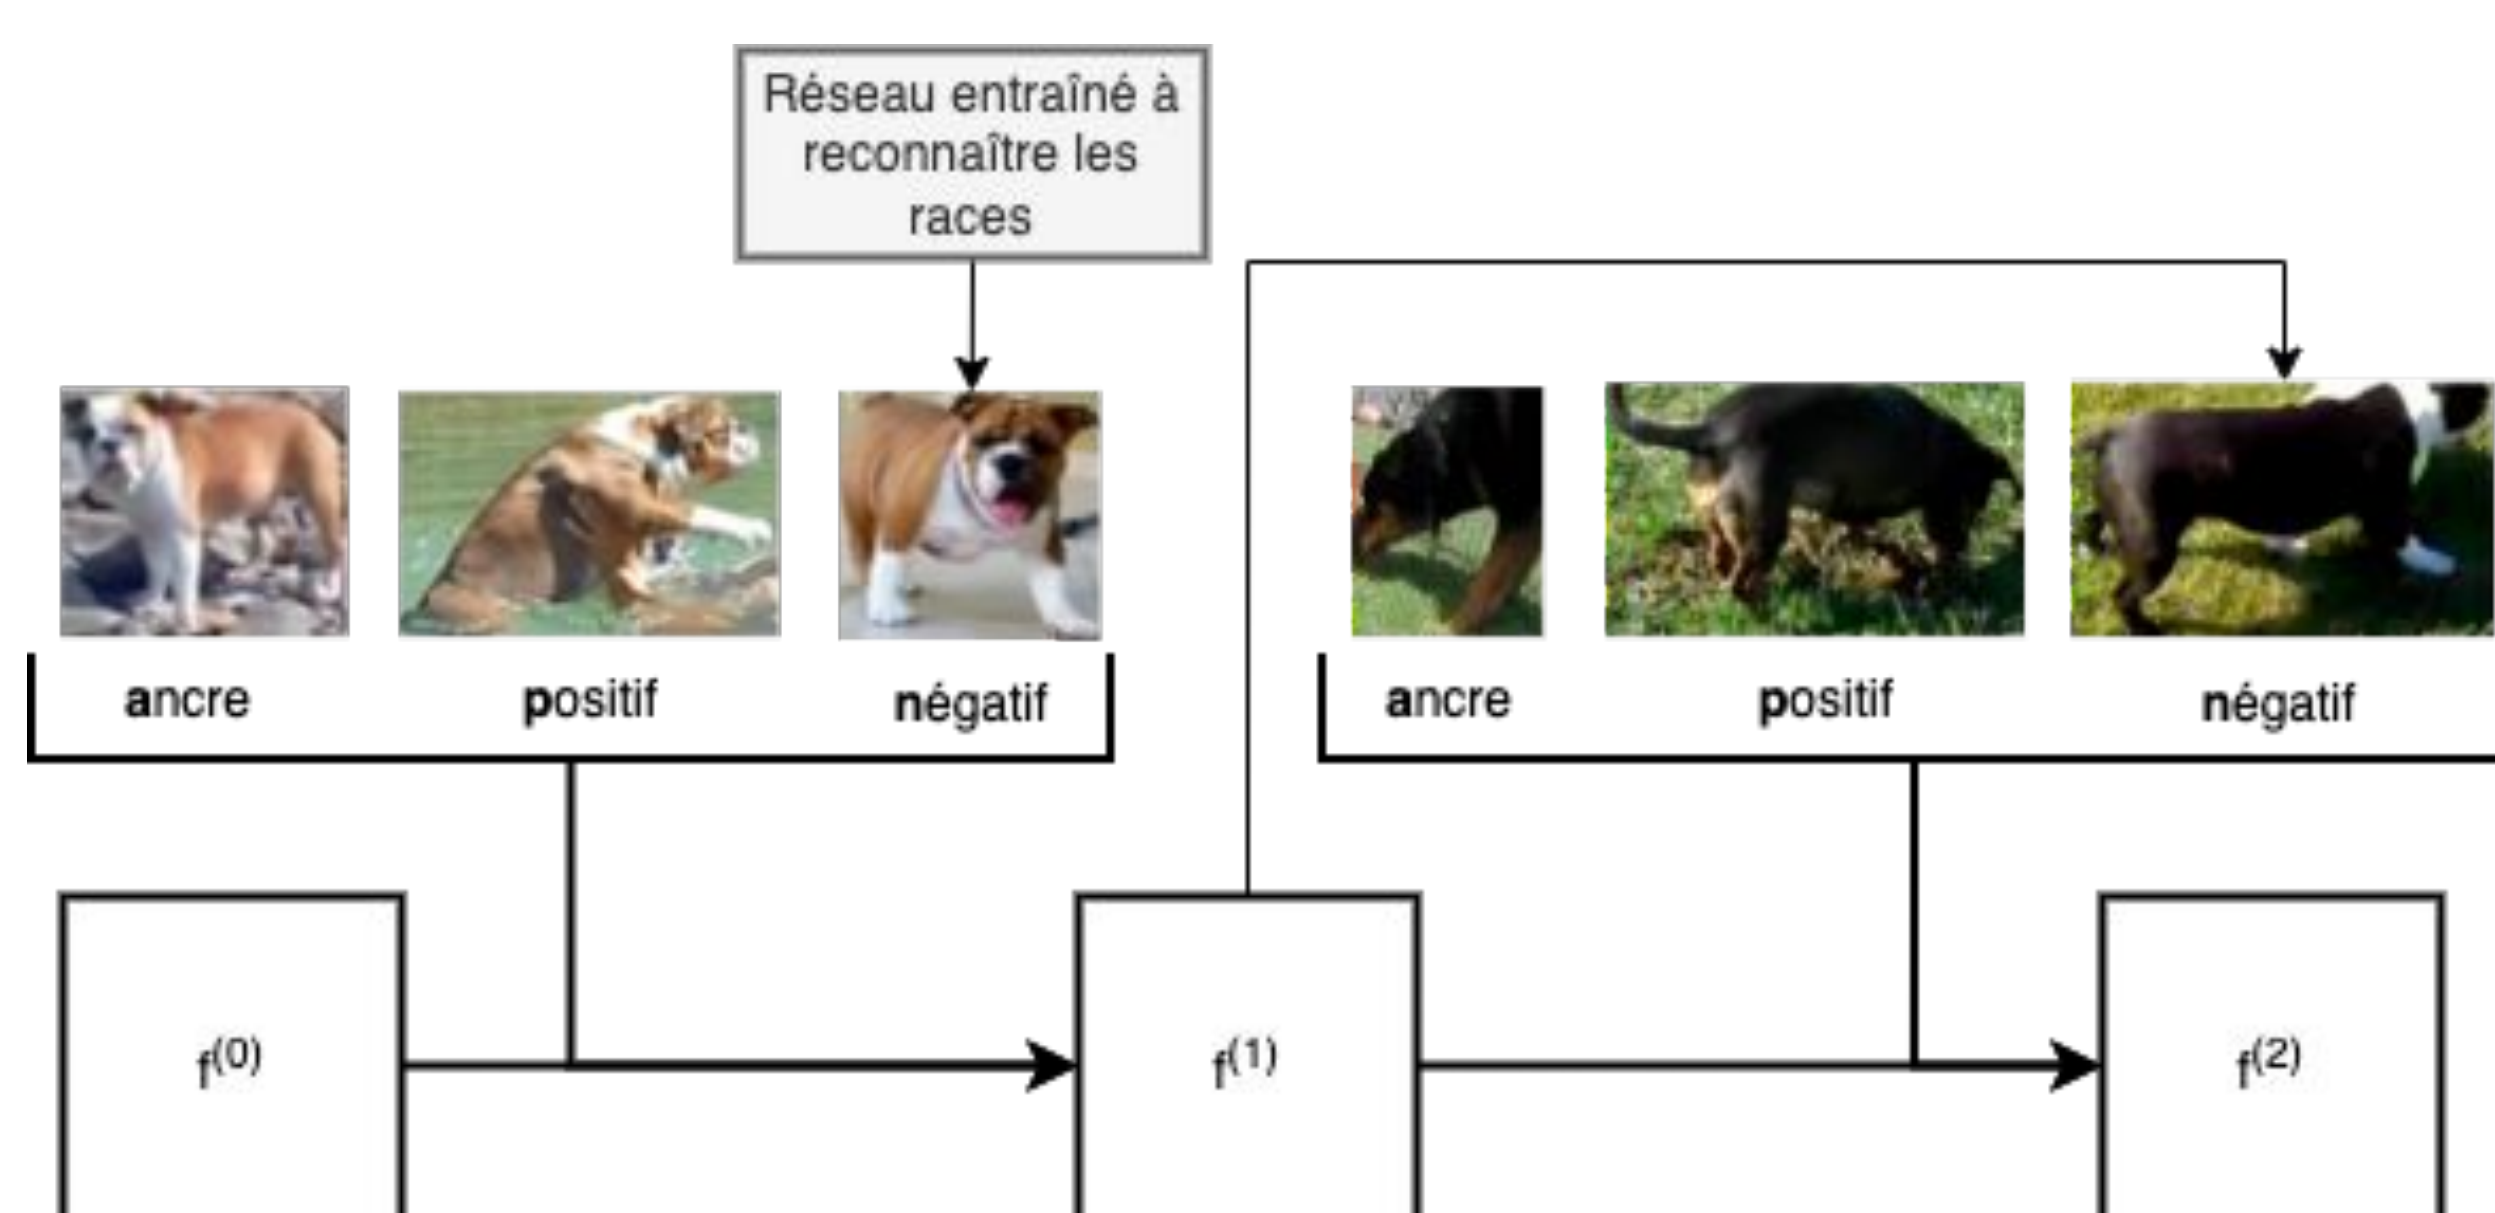 Réseau entraîné à
reconnaître les
races
ancre positif négatif
ancre positif négatif
f(0) f(1) f(2)